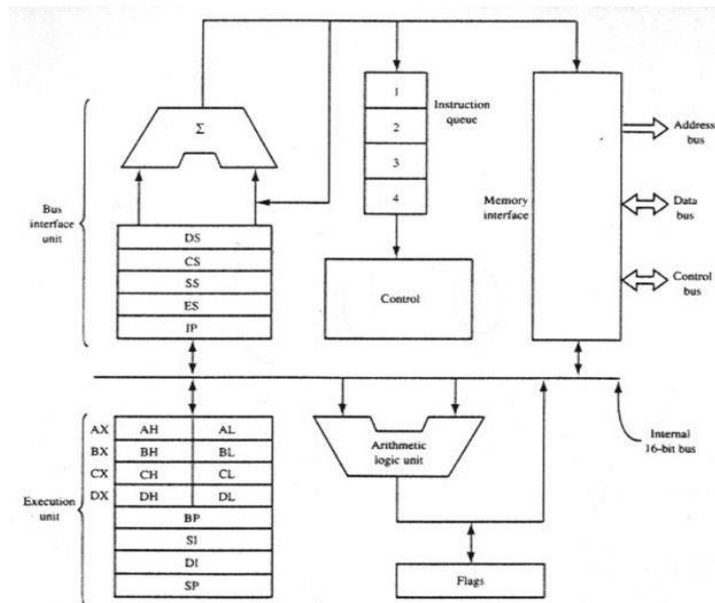 Σ
1
2
3
4
Instruction
queue
Address
bus
Data
bus
Control
bus
Memory
interface
Bus
interface
unit
DS
CS
SS
ES
IP
Control
Internal
16-bit bus
Execution
unit
AX AH AL
BX BH BL
CX CH CL
DX DH DL
BP
SI
DI
SP
Arithmetic
logic unit
Flags